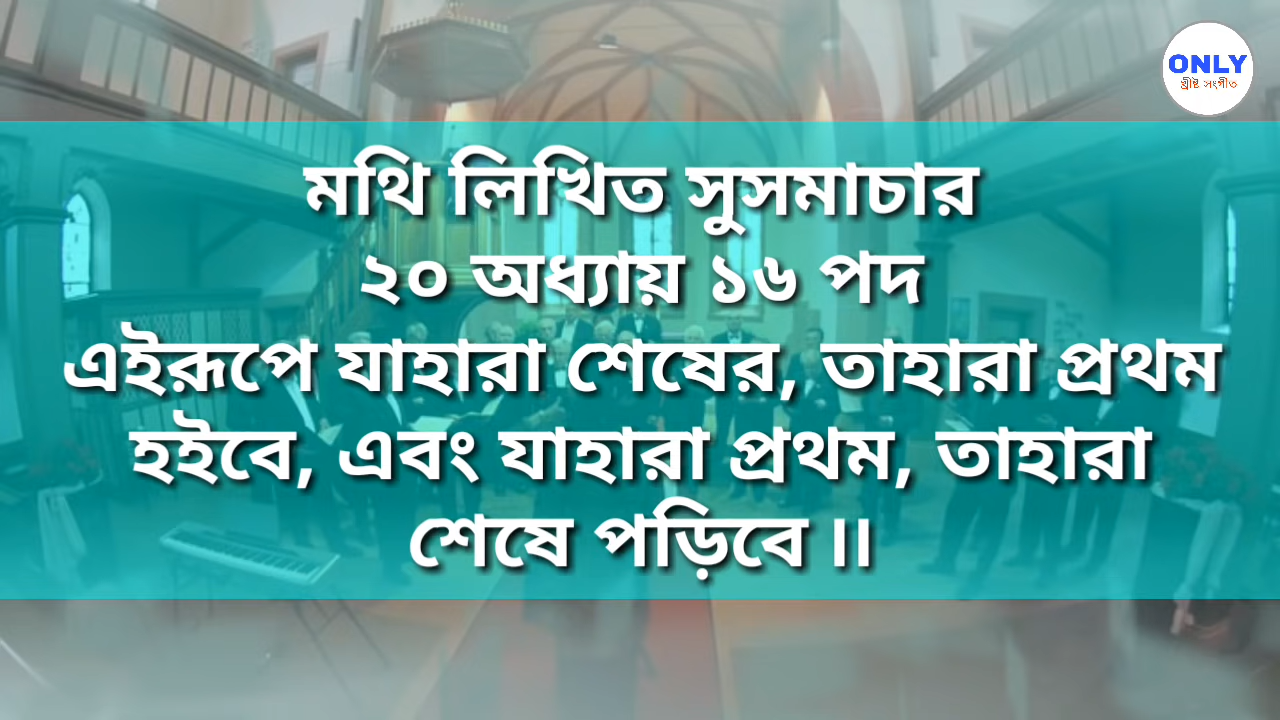 ONLY
খ্রীষ্ট সংগীত
মথি লিখিত সুসমাচার
২০ অধ্যায় ১৬ পদ
এইরূপে যাহারা শেষের, তাহারা প্রথম
হইবে, এবং যাহারা প্রথম, তাহারা
শেষে পড়িবে ।।